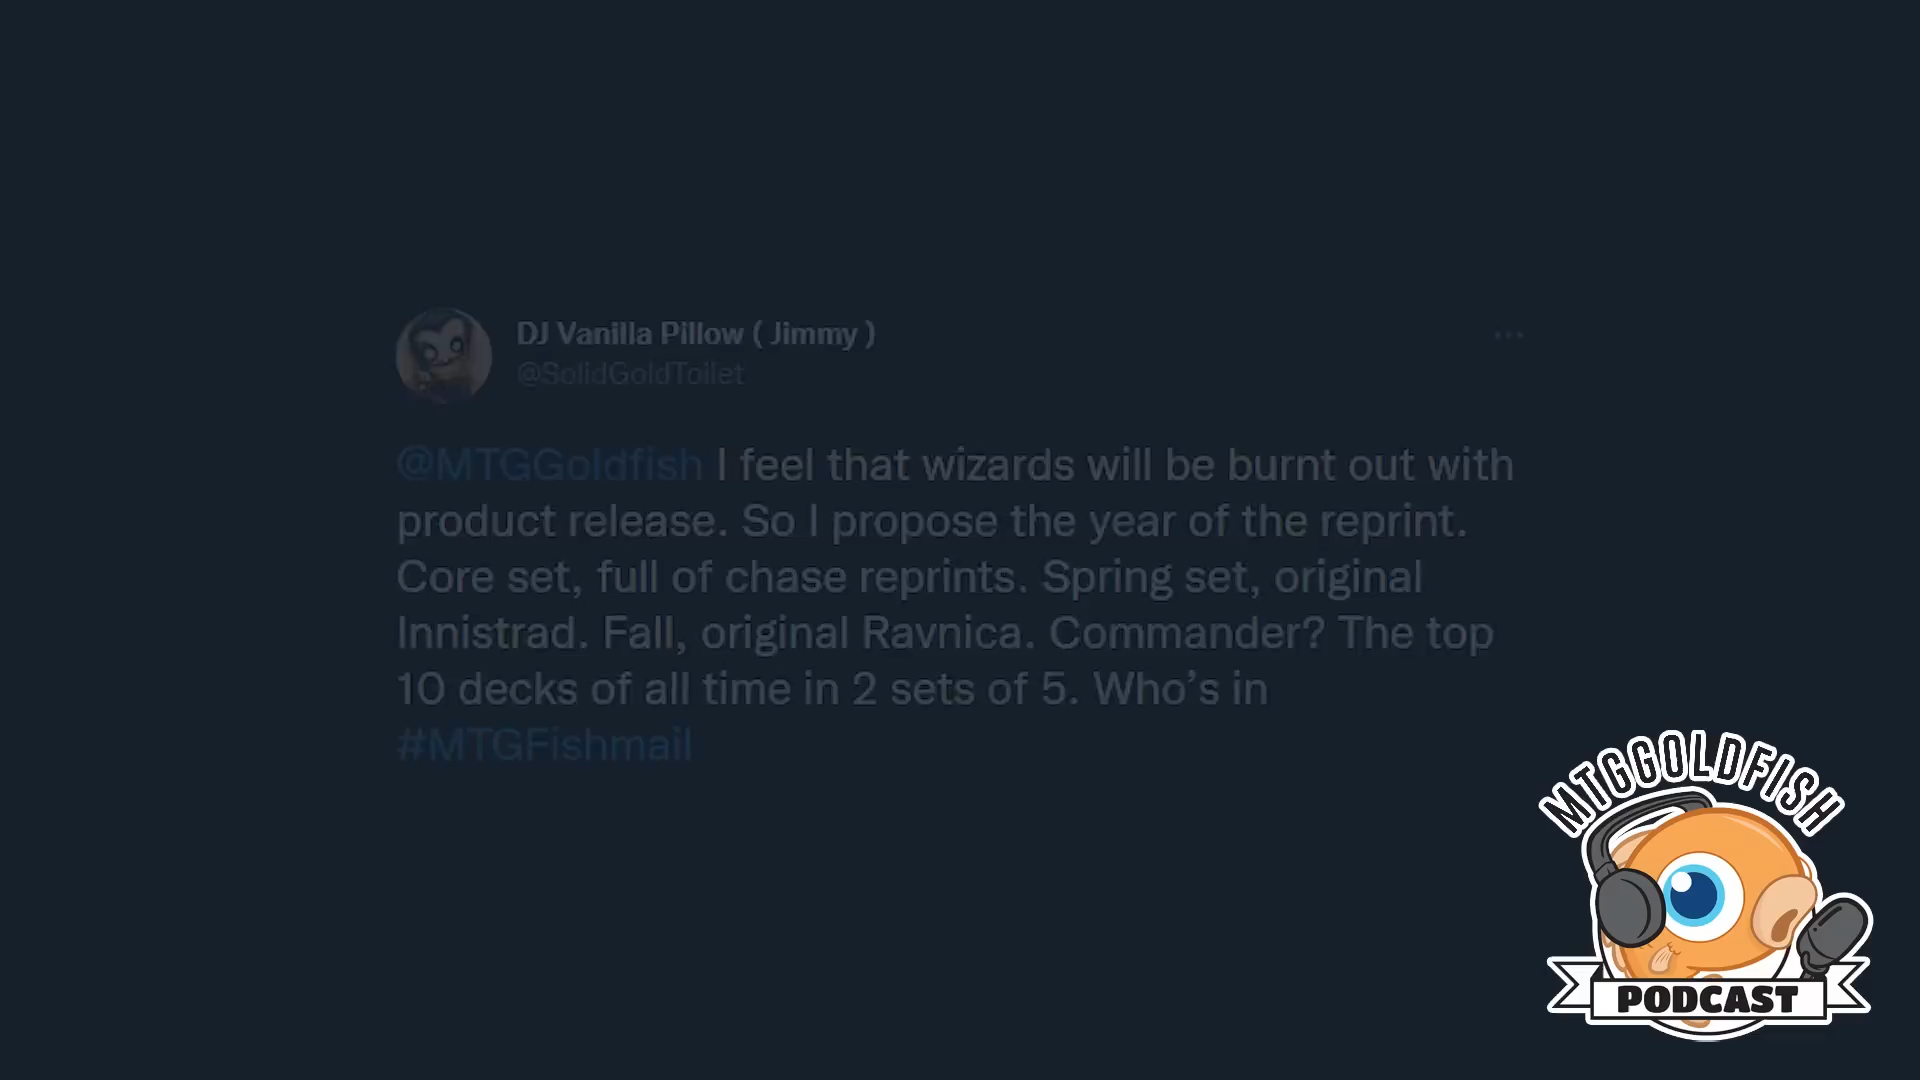 DJ Vanilla Pillow ( Jimmy )
@SolidGoldToilet
@MTGGoldfish I feel that wizards will be burnt out with
product release. So I propose the year of the reprint.
Core set, full of chase reprints. Spring set, original
Innistrad. Fall, original Ravnica. Commander? The top
10 decks of all time in 2 sets of 5. Who’s in
#MTGFishmail
MTGGOLDFISH
PODCAST